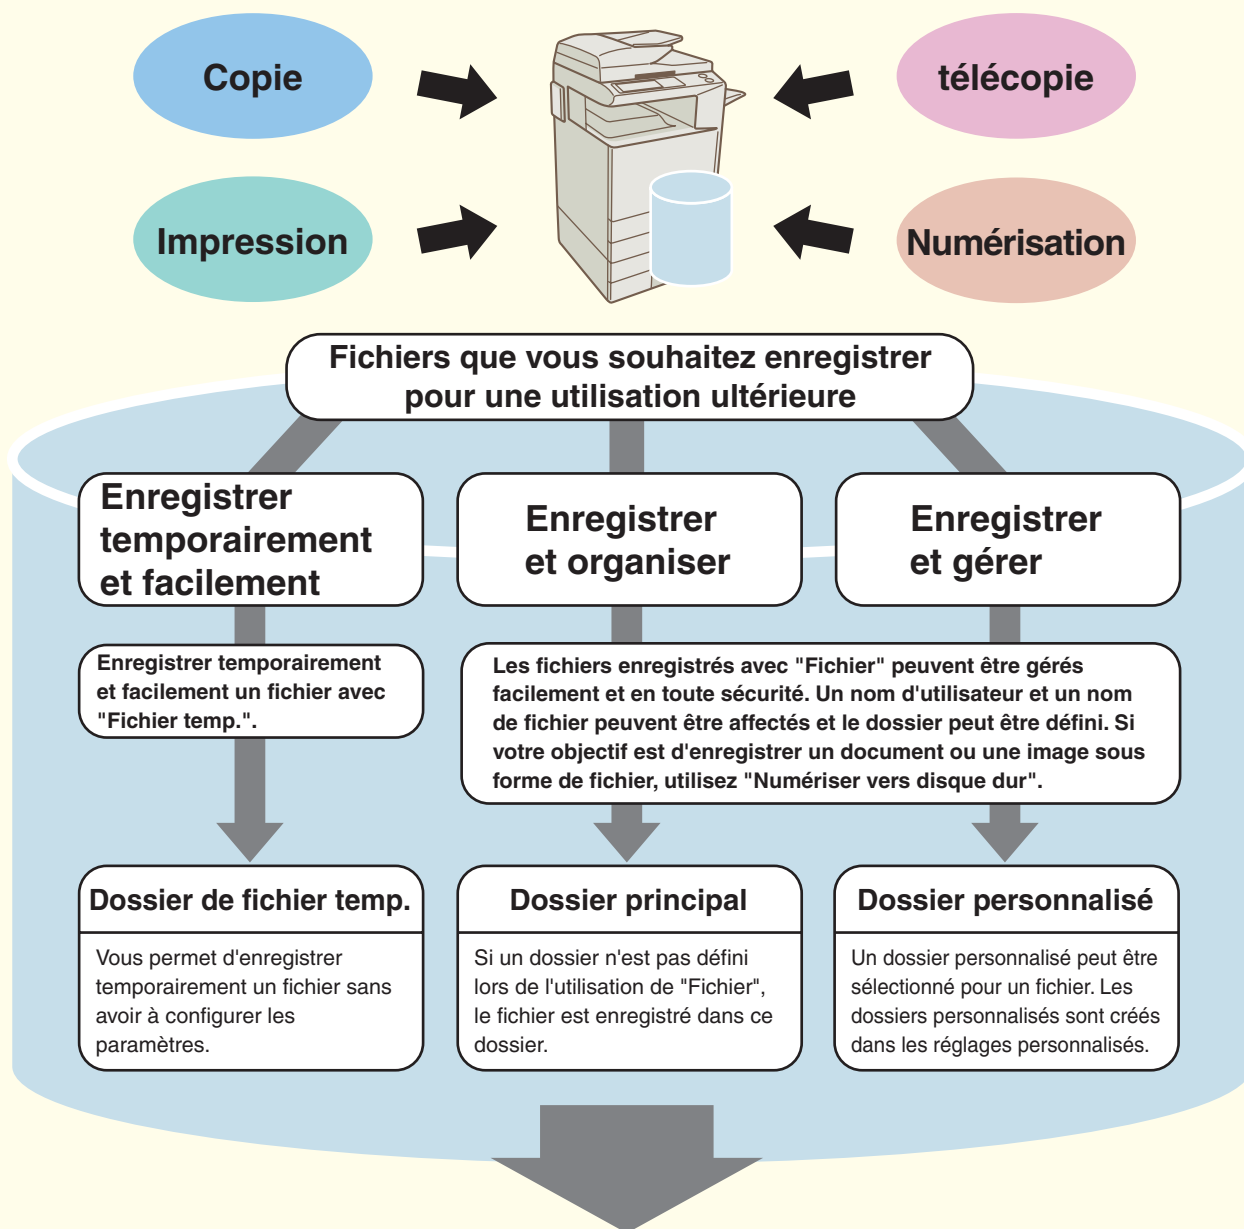 Copie
télécopie
Impression
Numérisation
Fichiers que vous souhaitez enregistrer
pour une utilisation ultérieure
Enregistrer
temporairement
et facilement
Enregistrer
et organiser
Enregistrer
et gérer
Enregistrer temporairement
et facilement un fichier avec
"Fichier temp.".
Les fichiers enregistrés avec "Fichier" peuvent être gérés
facilement et en toute sécurité. Un nom d'utilisateur et un nom
de fichier peuvent être affectés et le dossier peut être défini. Si
votre objectif est d'enregistrer un document ou une image sous
forme de fichier, utilisez "Numériser vers disque dur".
Dossier de fichier temp.
Vous permet d'enregistrer
temporairement un fichier sans
avoir à configurer les
paramètres.
Dossier principal
Si un dossier n'est pas défini
lors de l'utilisation de "Fichier",
le fichier est enregistré dans ce
dossier.
Dossier personnalisé
Un dossier personnalisé peut être
sélectionné pour un fichier. Les
dossiers personnalisés sont créés
dans les réglages personnalisés.